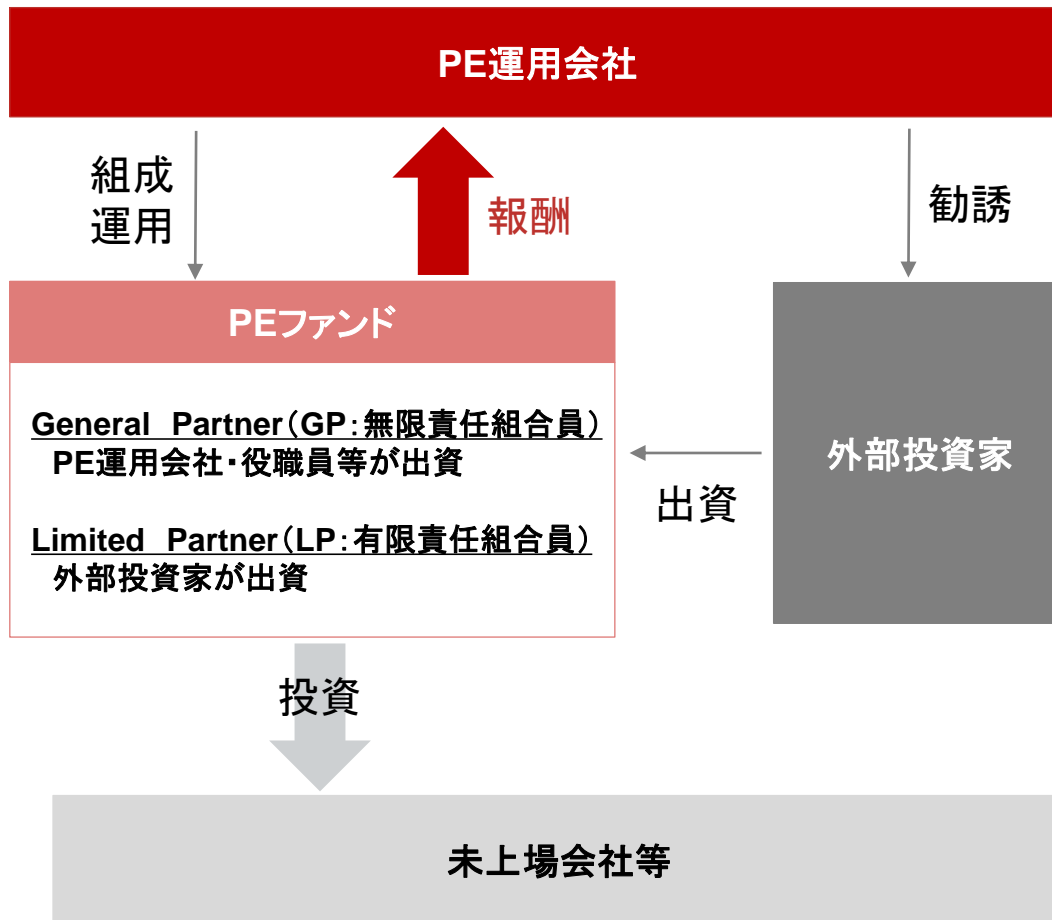 PE運用会社
組成
運用
報酬
勧誘
PEファンド
General　Partner（GP：無限責任組合員）
PE運用会社・役職員等が出資
Limited　Partner（LP：有限責任組合員）
外部投資家が出資
出資
外部投資家
投資
未上場会社等